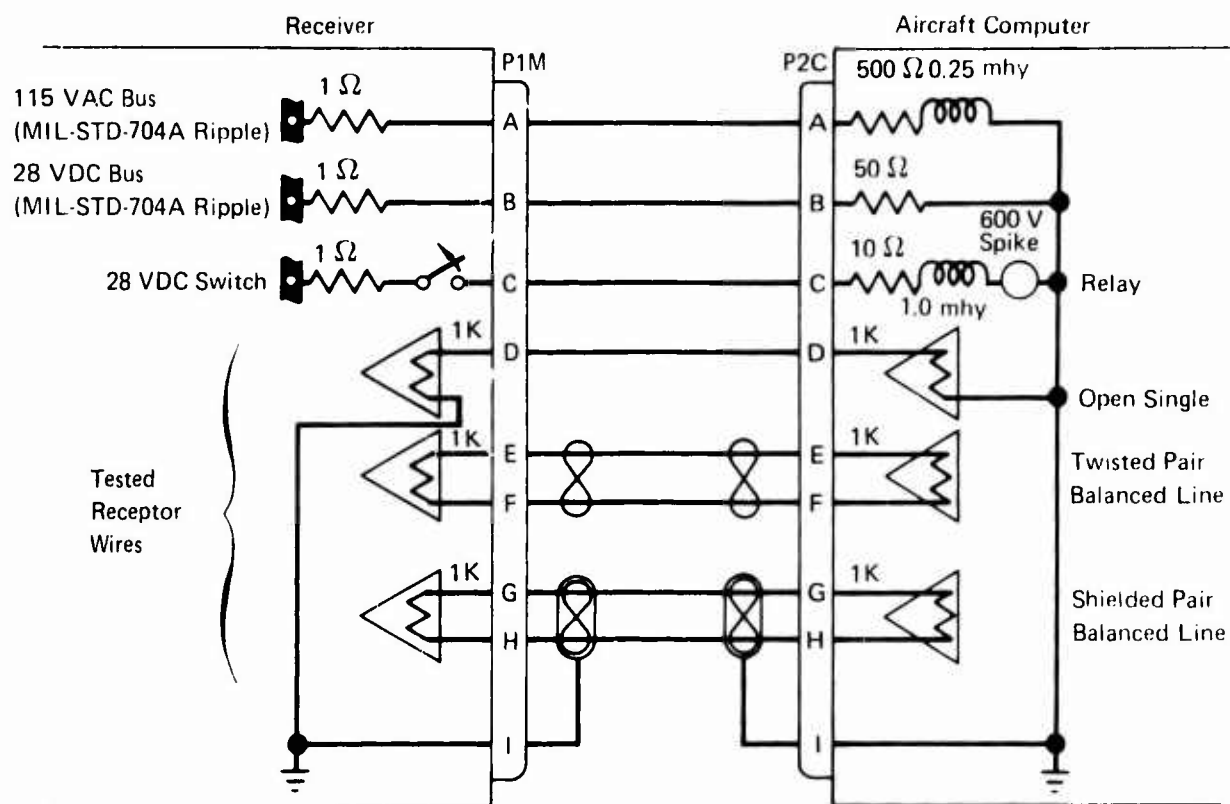 Receiver
Aircraft Computer
P1M
P2C
500 Ω 0.25 mhy
115 VAC Bus
(MIL-STD-704A Ripple)
1 Ω
A
A
28 VDC Bus
(MIL-STD-704A Ripple)
1 Ω
B
B
50 Ω
600 V
Spike
28 VDC Switch
1 Ω
C
C
10 Ω
1.0 mhy
Relay
1K
D
D
1K
Open Single
1K
E
E
1K
F
F
Twisted Pair
Balanced Line
Tested
Receptor
Wires
1K
G
G
1K
H
H
Shielded Pair
Balanced Line
I
I